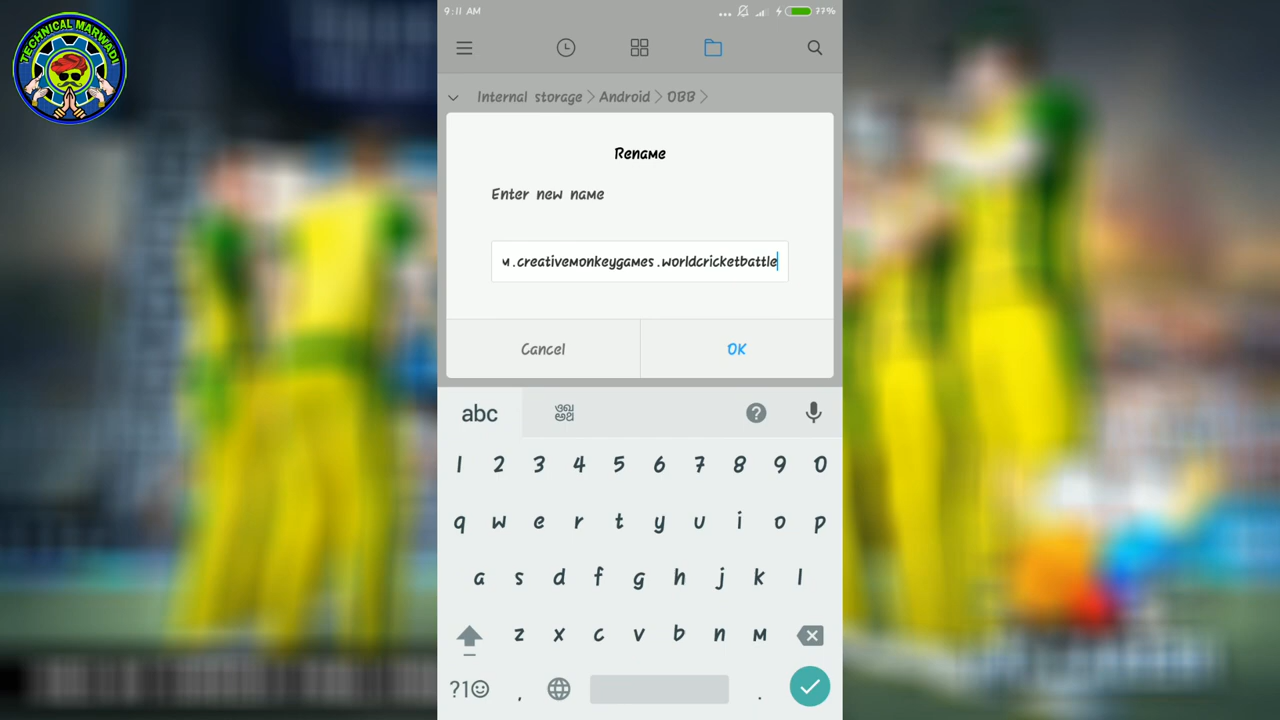 TECHNICAL MARWADI
9:11 AM
77%
Internal storage > Android > OBB >
Rename
Enter new name
m.creativemonkeygames.worldcricketbattle
Cancel
OK
abc
?
1 2 3 4 5 6 7 8 9 0
q w e r t y u i o p
a s d f g h j k l
z x c v b n m
?1☺ , .